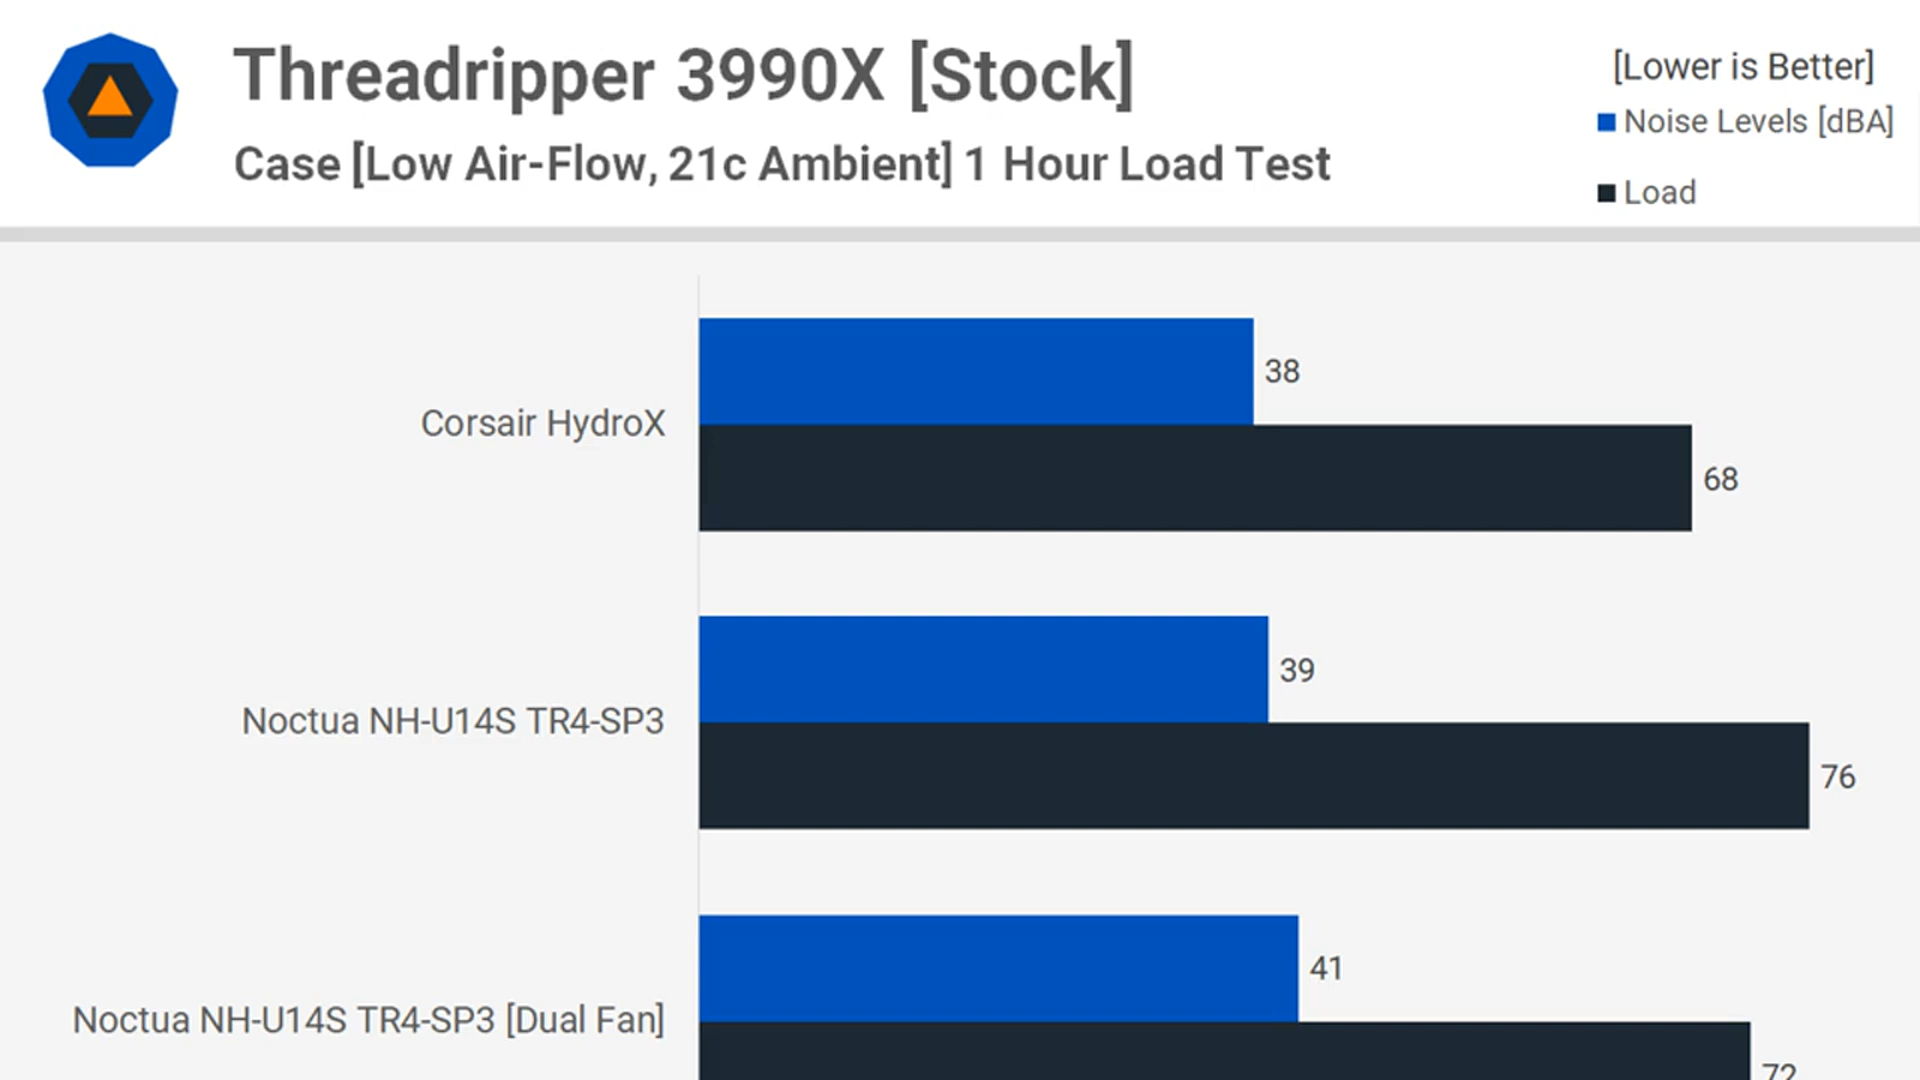 Threadripper 3990X [Stock]
Case [Low Air-Flow, 21c Ambient] 1 Hour Load Test
[Lower is Better]
Noise Levels [dBA]
Load
Corsair HydroX
38
68
Noctua NH-U14S TR4-SP3
39
76
Noctua NH-U14S TR4-SP3 [Dual Fan]
41
72